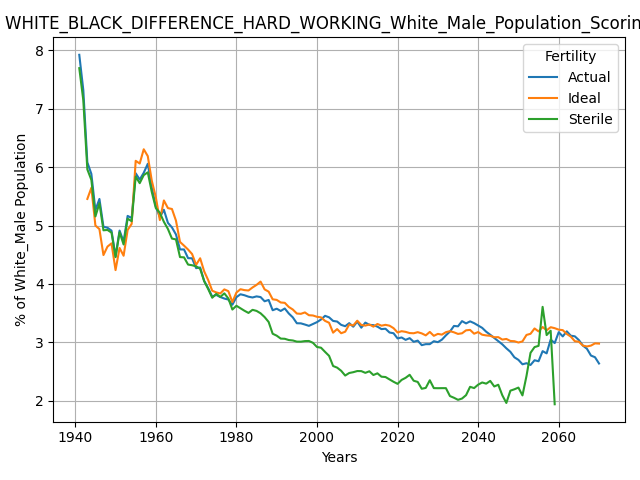 WHITE_BLACK_DIFFERENCE_HARD_WORKING_White_Male_Population_Scorin
Fertility
Actual
Ideal
Sterile
% of White_Male Population
8
7
6
5
4
3
2
1940 1960 1980 2000 2020 2040 2060
Years